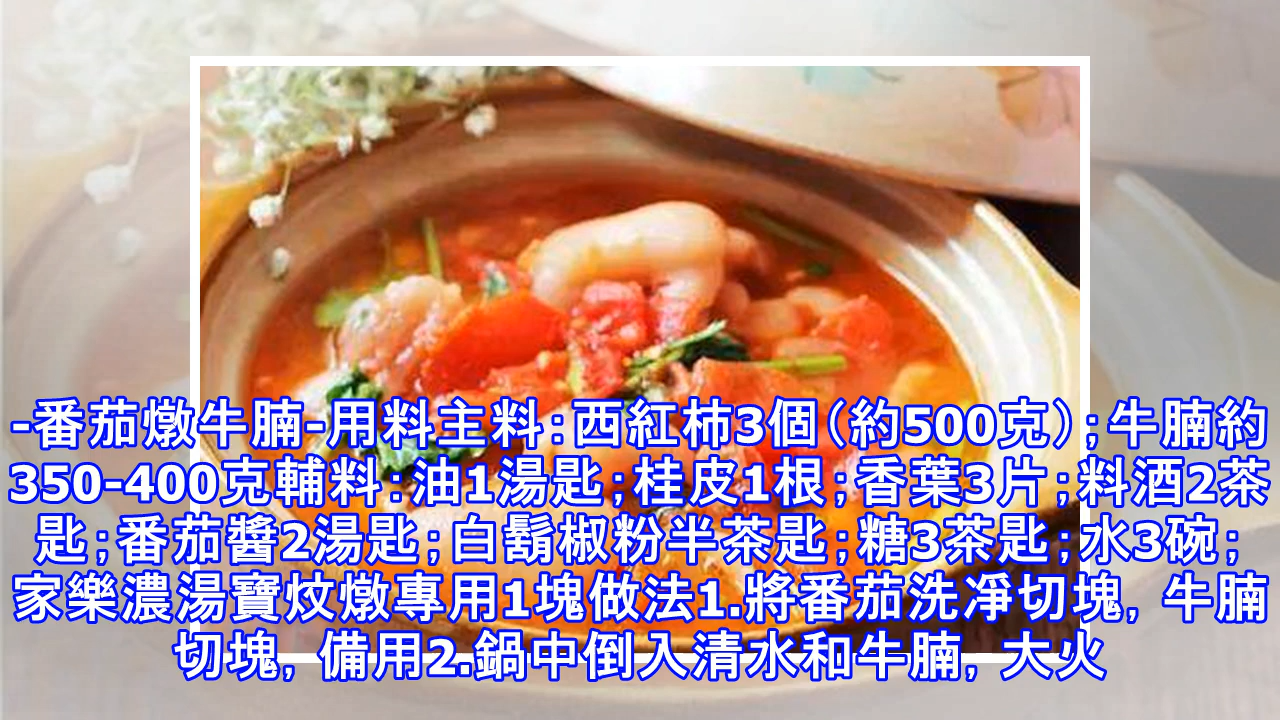 -番茄燉牛腩-用料主料:西紅柿3個(約500克);牛腩約
350-400克輔料:油1湯匙;桂皮1根;香葉3片;料酒2茶
匙;番茄醬2湯匙;白鬍椒粉半茶匙;糖3茶匙;水3碗;
家樂濃湯寶炆燉專用1塊做法1.將番茄洗凈切塊, 牛腩
切塊, 備用2.鍋中倒入清水和牛腩, 大火